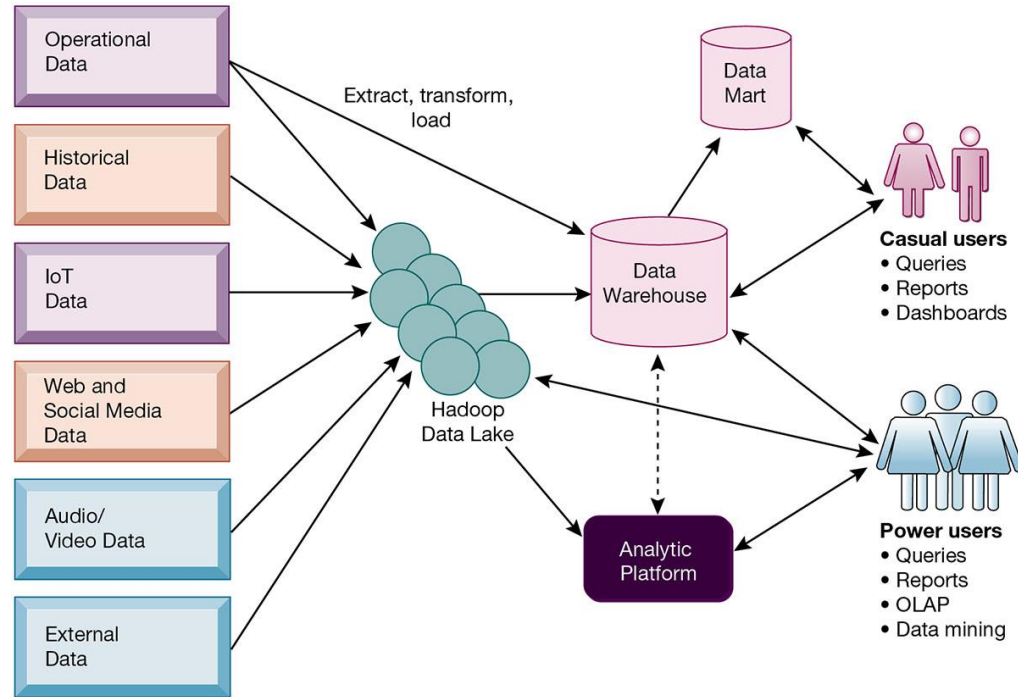 Operational
Data
Historical
Data
IoT
Data
Web and
Social Media
Data
Audio/
Video Data
External
Data
Extract, transform,
load
Hadoop
Data Lake
Data
Mart
Data
Warehouse
Analytic
Platform
Casual users
• Queries
• Reports
• Dashboards
Power users
• Queries
• Reports
• OLAP
• Data mining